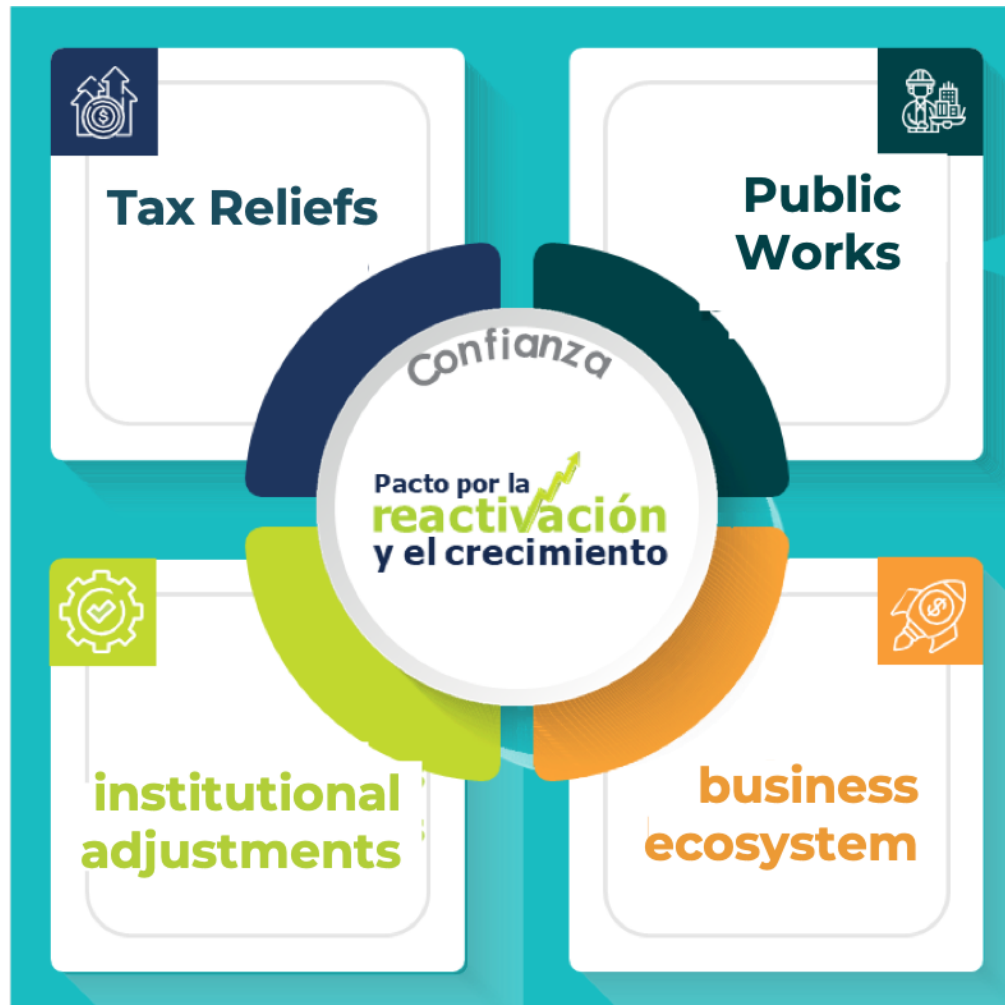 Tax Reliefs
Public
Works
Confianza
Pacto por la
reactivación
y el crecimiento
institutional
adjustments
business
ecosystem